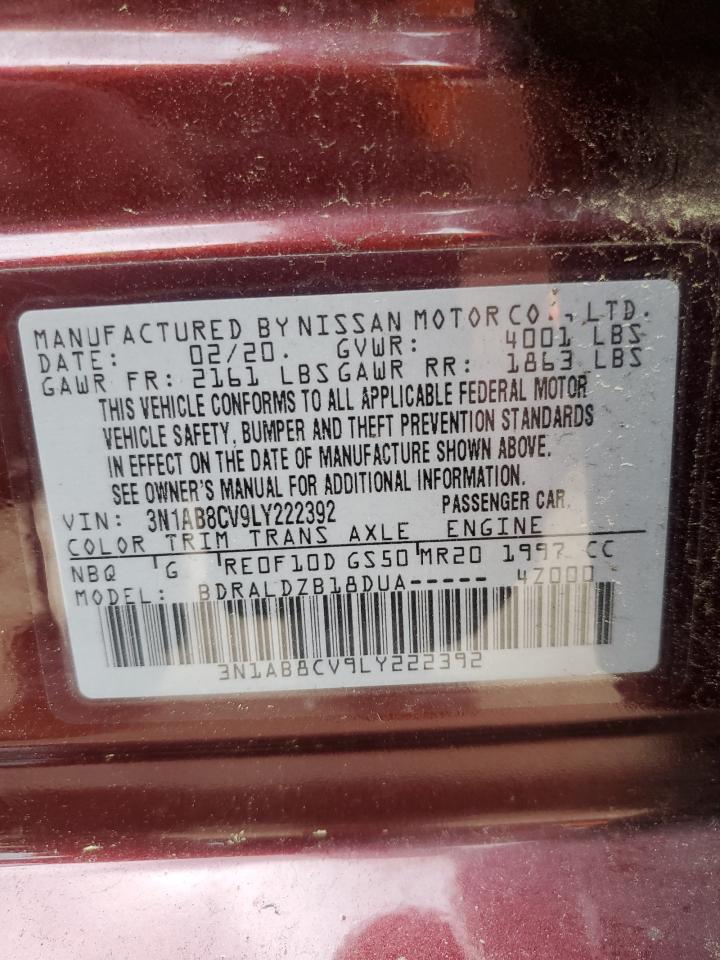 MANUFACTURED BY NISSAN MOTOR CO., LTD.
DATE: 02/20. GVWR: 4001 LBS
GAWR FR: 2161 LBS GAWR RR: 1863 LBS
THIS VEHICLE CONFORMS TO ALL APPLICABLE FEDERAL MOTOR
VEHICLE SAFETY, BUMPER AND THEFT PREVENTION STANDARDS
IN EFFECT ON THE DATE OF MANUFACTURE SHOWN ABOVE.
SEE OWNER'S MANUAL FOR ADDITIONAL INFORMATION.
VIN: 3N1AB8CV9LY222392 PASSENGER CAR.
COLOR TRIM TRANS AXLE ENGINE
NBQ G RE0F10D GS50 MR20 1997 CC
MODEL: BDRALDZB18DUA----- 4Z000
3N1AB8CV9LY222392